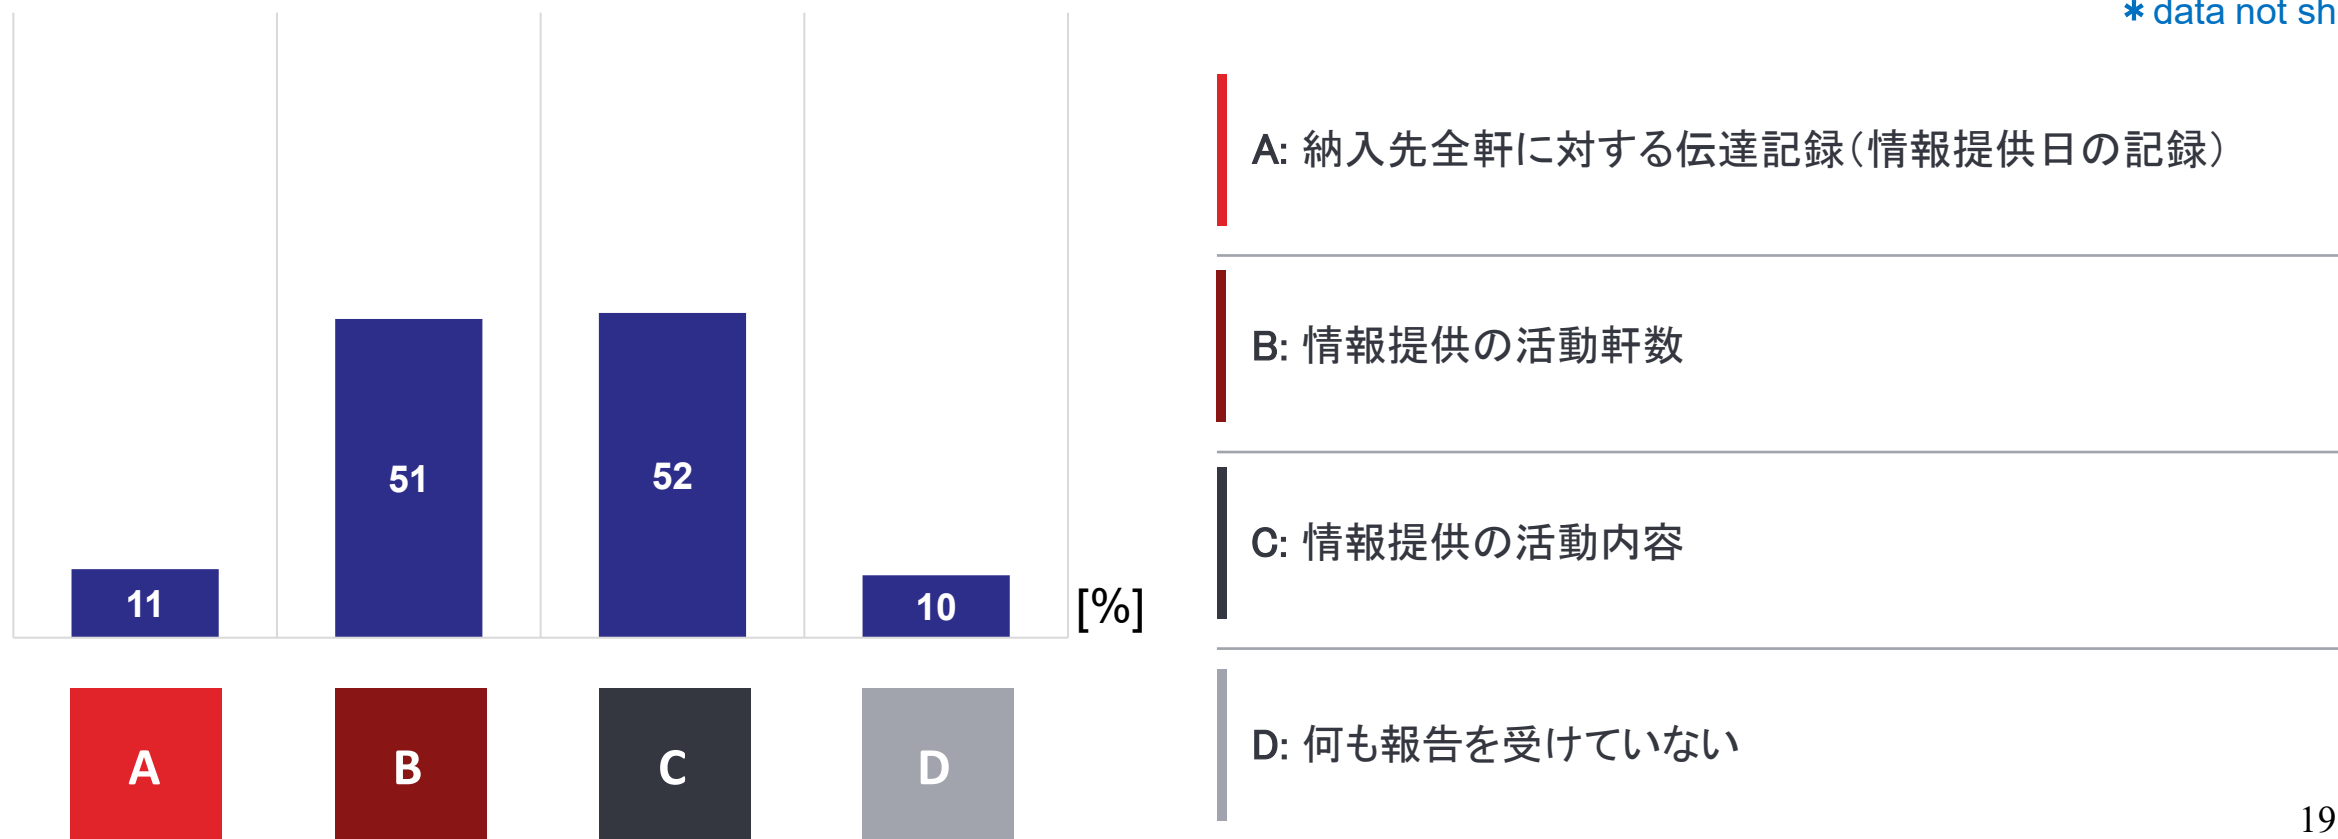 * data not sh
11
51
52
10
[%]
A
B
C
D
A: 納入先全軒に対する伝達記録（情報提供日の記録）
B: 情報提供の活動軒数
C: 情報提供の活動内容
D: 何も報告を受けていない
19